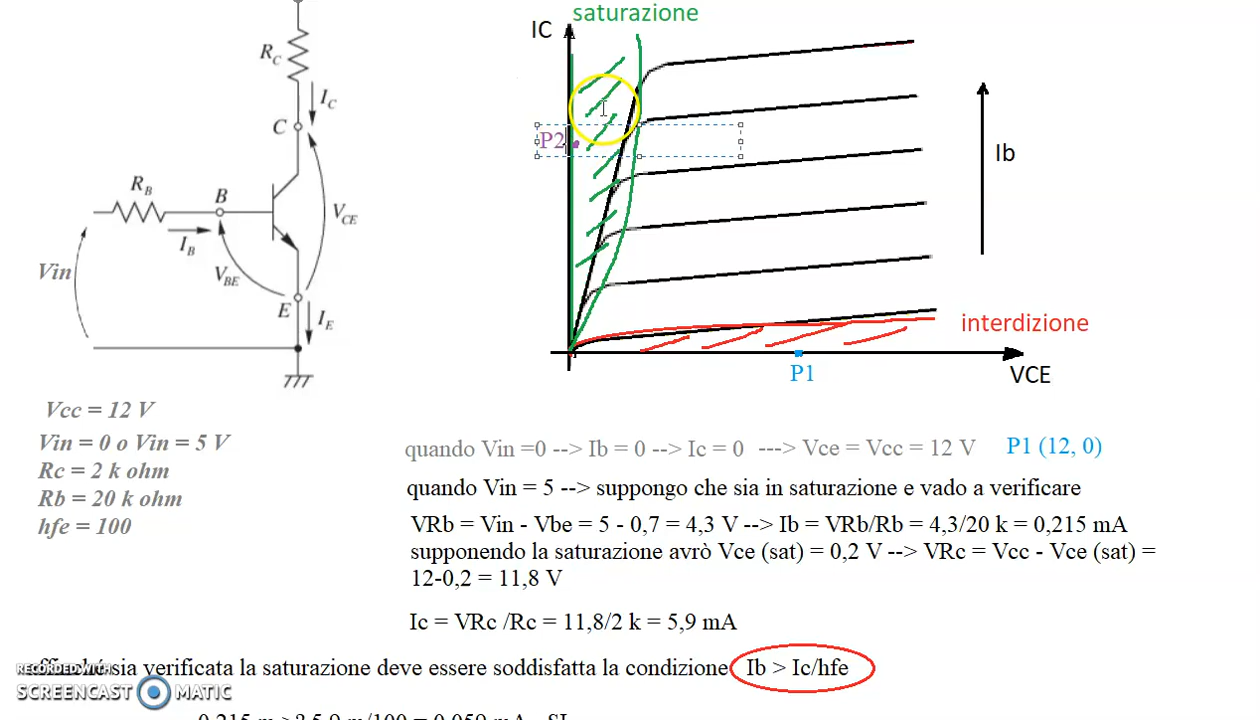 saturazione
IC
RC
IC
C
P2
Ib
RB
B
VCE
IB
Vin
VBE
E
IE
interdizione
P1
VCE
Vcc = 12 V
Vin = 0 o Vin = 5 V
Rc = 2 k ohm
Rb = 20 k ohm
hfe = 100
quando Vin =0 --> Ib = 0 --> Ic = 0 ---> Vce = Vcc = 12 V P1 (12, 0)
quando Vin = 5 --> suppongo che sia in saturazione e vado a verificare
VRb = Vin - Vbe = 5 - 0,7 = 4,3 V --> Ib = VRb/Rb = 4,3/20 k = 0,215 mA
supponendo la saturazione avrò Vce (sat) = 0,2 V --> VRc = Vcc - Vce (sat) =
12-0,2 = 11,8 V
Ic = VRc /Rc = 11,8/2 k = 5,9 mA
sia verificata la saturazione deve essere soddisfatta la condizione Ib > Ic/hfe
RECORDED WITH
SCREENCAST MATIC